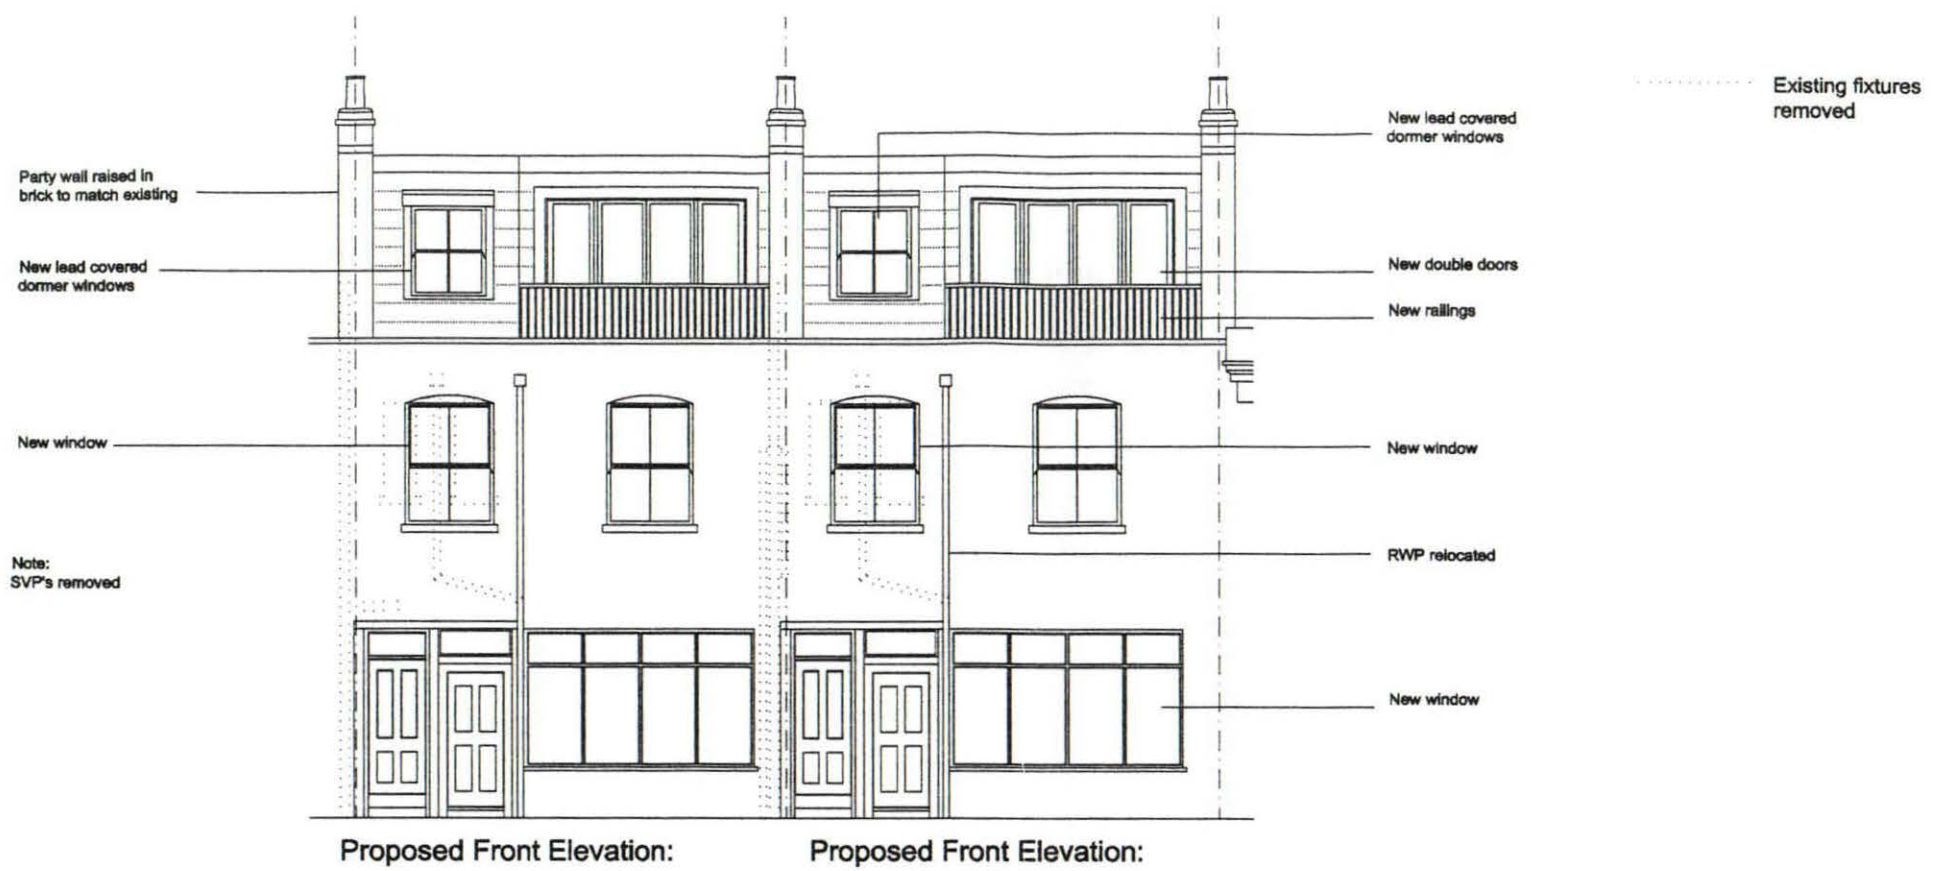 Existing fixtures
removed
New lead covered
dormer windows
Party wall raised in
brick to match existing
New lead covered
dormer windows
New double doors
New railings
New window
New window
Note:
SVP's removed
RWP relocated
New window
Proposed Front Elevation:
Proposed Front Elevation: